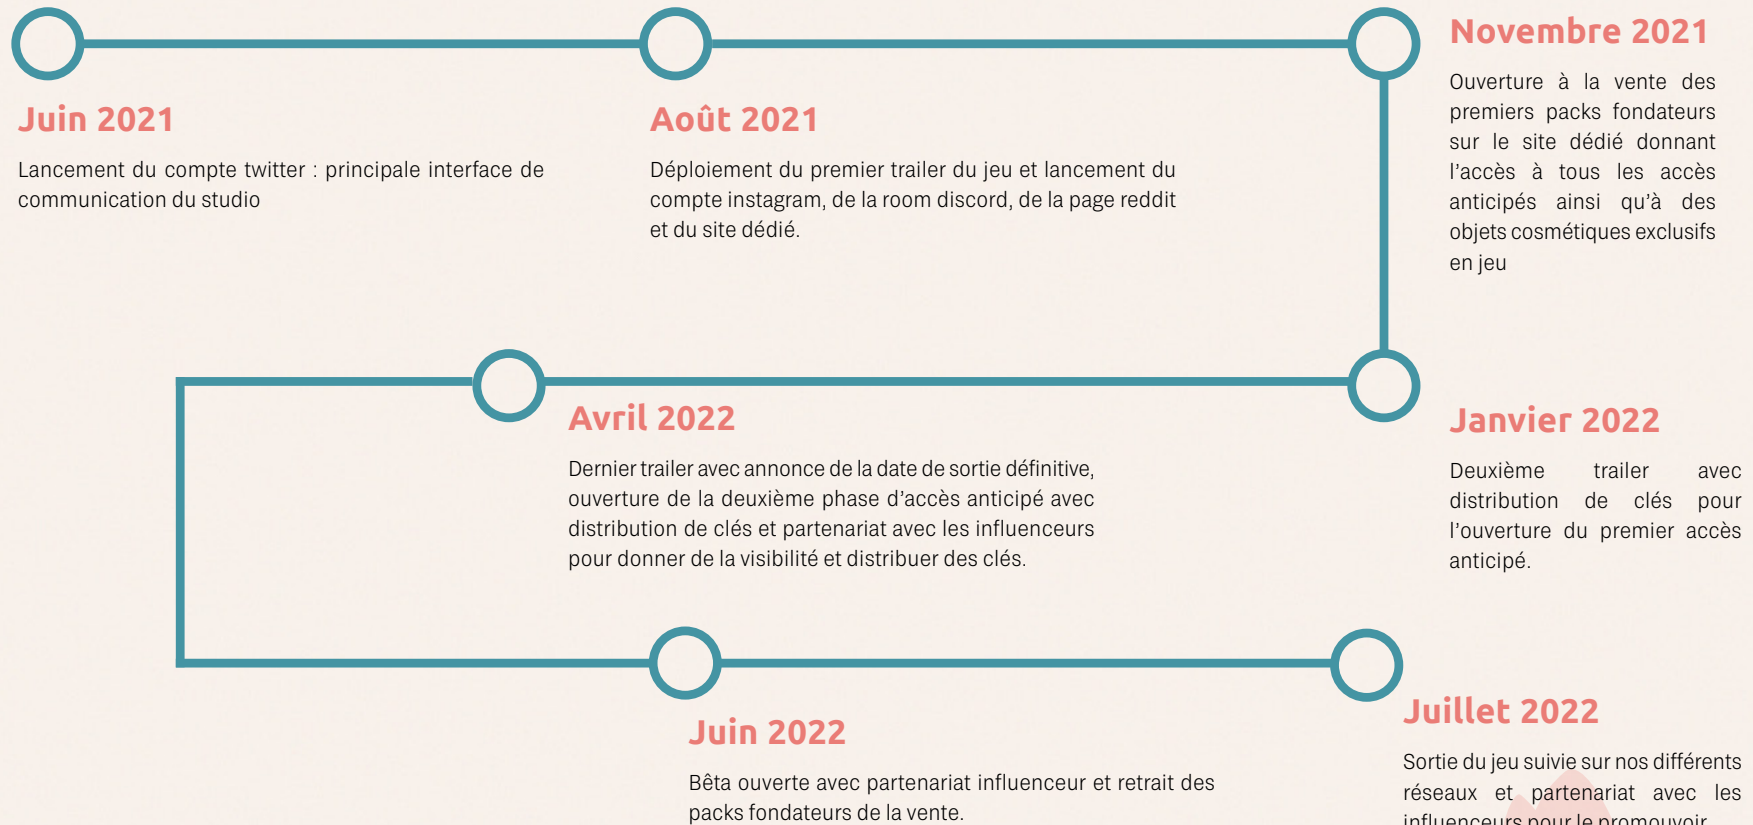 Juin 2021
Lancement du compte twitter : principale interface de
communication du studio
Août 2021
Déploiement du premier trailer du jeu et lancement du
compte instagram, de la room discord, de la page reddit
et du site dédié.
Novembre 2021
Ouverture à la vente des
premiers packs fondateurs
sur le site dédié donnant
l'accès à tous les accès
anticipés ainsi qu'à des
objets cosmétiques exclusifs
en jeu
Janvier 2022
Deuxième trailer avec
distribution de clés pour
l'ouverture du premier accès
anticipé.
Avril 2022
Dernier trailer avec annonce de la date de sortie définitive,
ouverture de la deuxième phase d'accès anticipé avec
distribution de clés et partenariat avec les influenceurs
pour donner de la visibilité et distribuer des clés.
Juin 2022
Bêta ouverte avec partenariat influenceur et retrait des
packs fondateurs de la vente.
Juillet 2022
Sortie du jeu suivie sur nos différents
réseaux et partenariat avec les
influenceurs pour le promouvoir